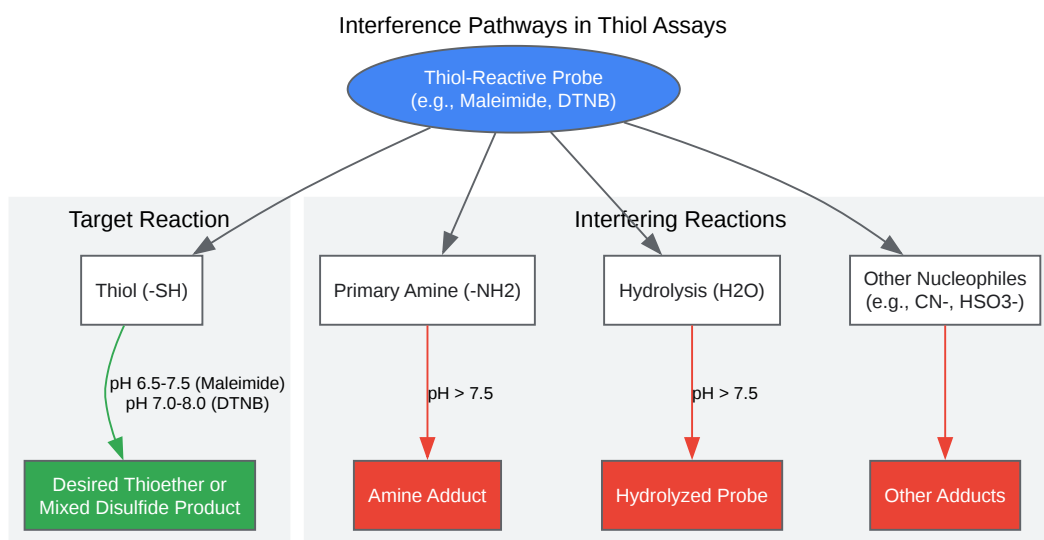 Interference Pathways in Thiol Assays
Thiol-Reactive Probe
(e.g., Maleimide, DTNB)
Target Reaction
Interfering Reactions
Thiol (-SH)
Primary Amine (-NH2)
Hydrolysis (H2O)
Other Nucleophiles
(e.g., CN-, HSO3-)
pH 6.5-7.5 (Maleimide)
pH 7.0-8.0 (DTNB)
pH > 7.5
pH > 7.5
Desired Thioether or
Mixed Disulfide Product
Amine Adduct
Hydrolyzed Probe
Other Adducts